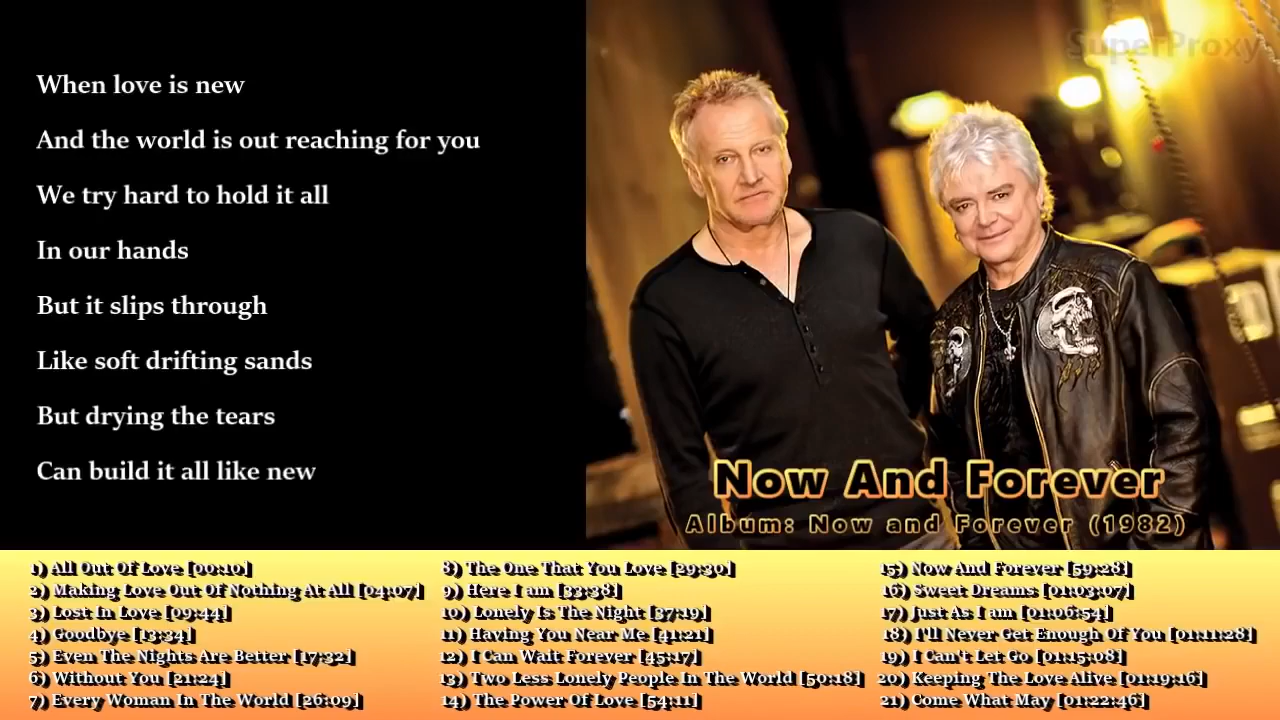 When love is new
And the world is out reaching for you
We try hard to hold it all
In our hands
But it slips through
Like soft drifting sands
But drying the tears
Can build it all like new
SuperProxy
Now And Forever
Album: Now and Forever (1982)
1) All Out Of Love [00:10]
2) Making Love Out Of Nothing At All [04:07]
3) Lost In Love [09:44]
4) Goodbye [13:34]
5) Even The Nights Are Better [17:32]
6) Without You [21:24]
7) Every Woman In The World [26:09]
8) The One That You Love [29:30]
9) Here I am [33:38]
10) Lonely Is The Night [37:19]
11) Having You Near Me [41:21]
12) I Can Wait Forever [45:17]
13) Two Less Lonely People In The World [50:18]
14) The Power Of Love [54:11]
15) Now And Forever [59:28]
16) Sweet Dreams [01:03:07]
17) Just As I am [01:06:54]
18) I'll Never Get Enough Of You [01:11:28]
19) I Can't Let Go [01:15:08]
20) Keeping The Love Alive [01:19:16]
21) Come What May [01:22:46]